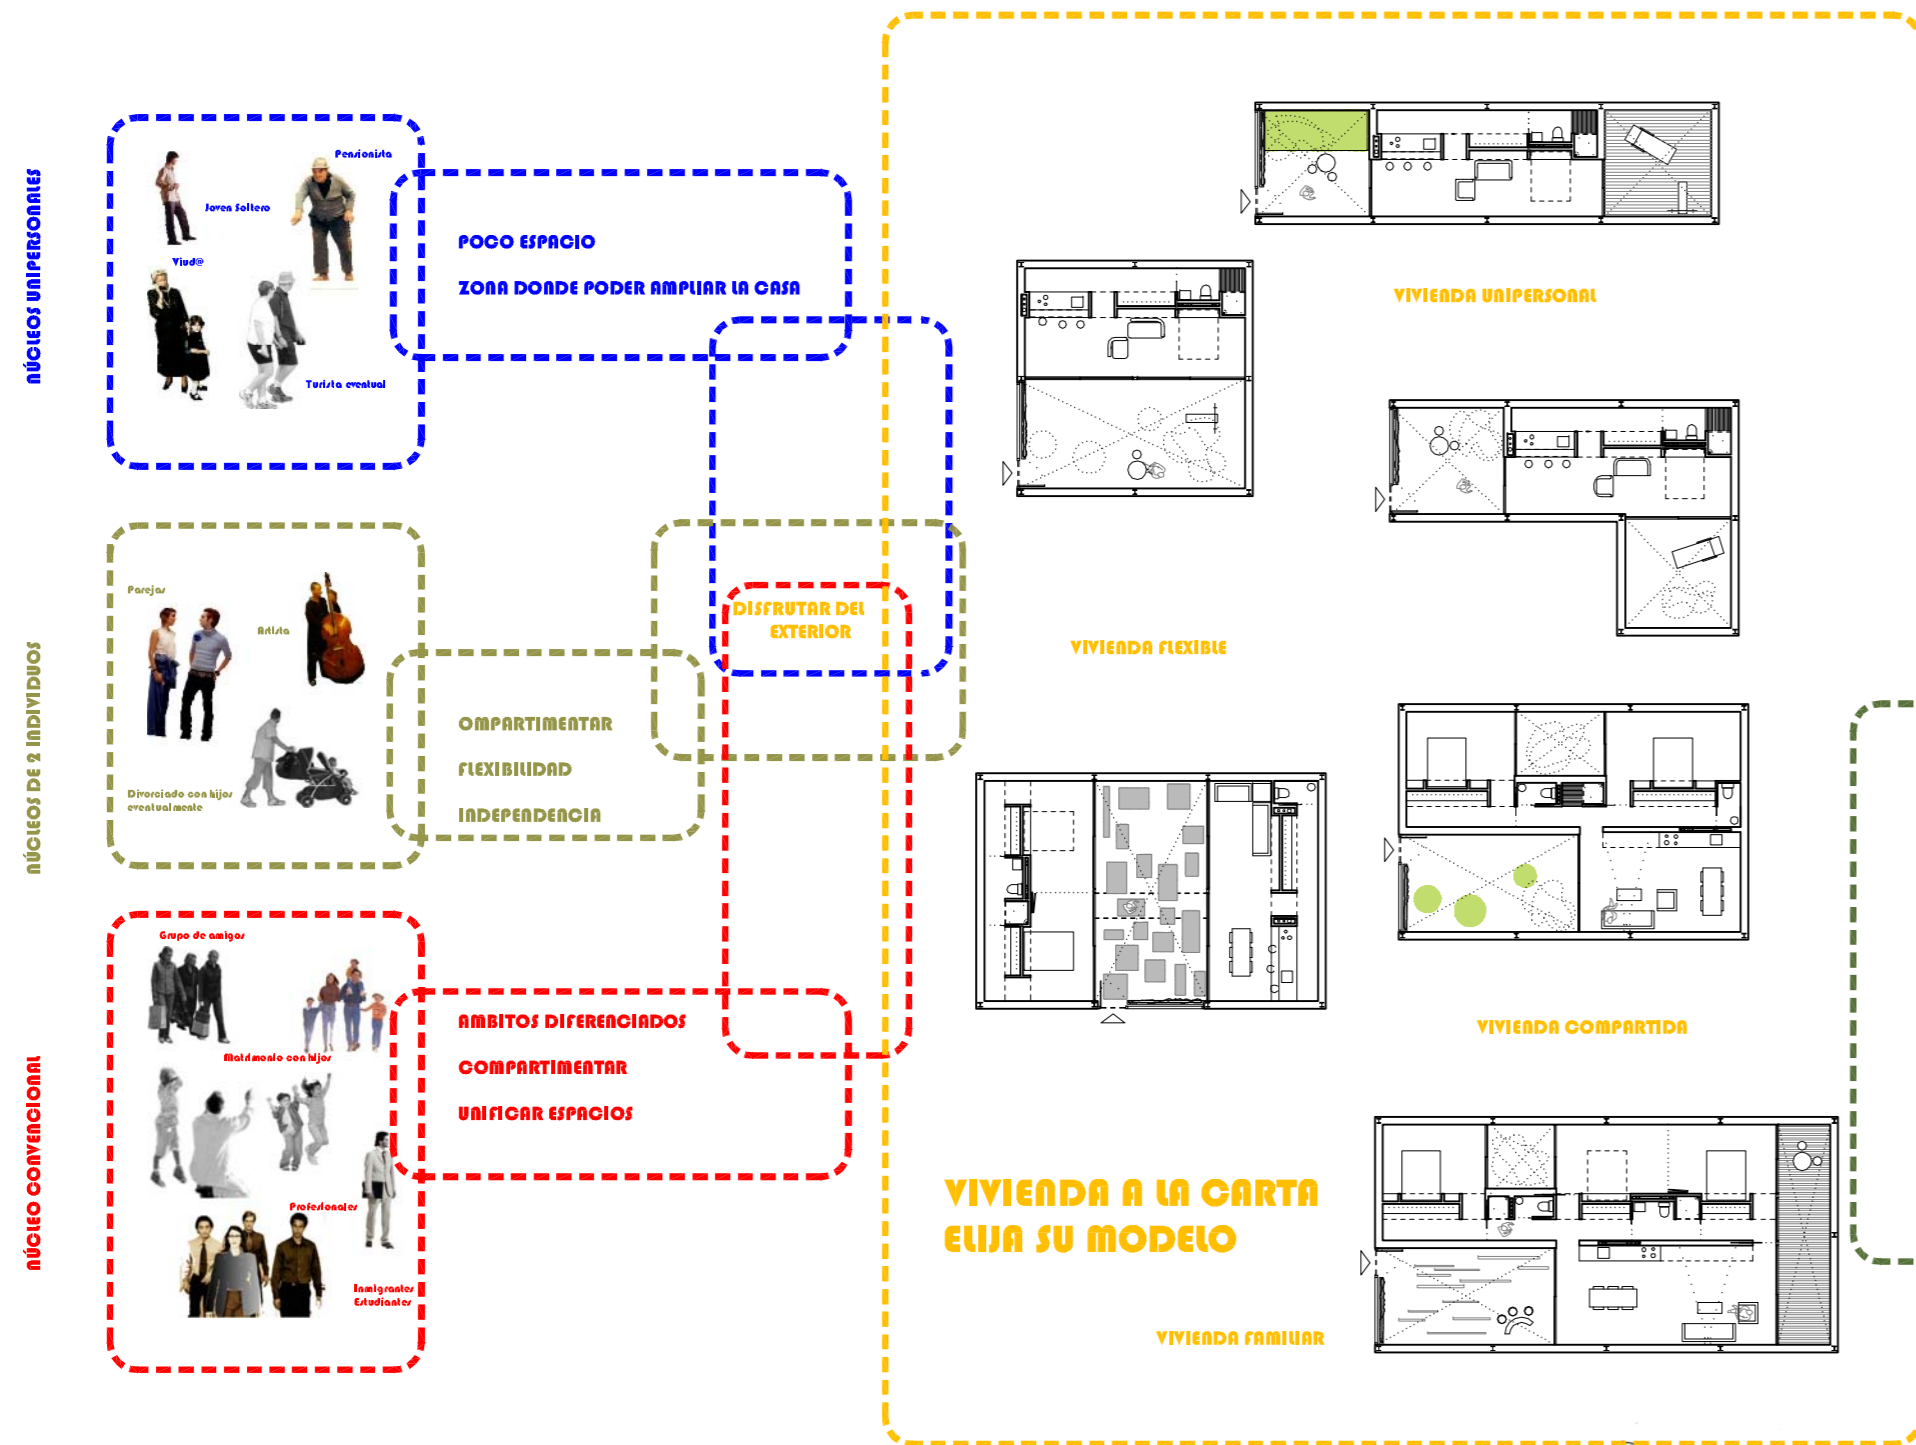 NÚCLEOS UNIPERSONALES
Pensionista
Joven Soltero
Viud@
Turista eventual
POCO ESPACIO
ZONA DONDE PODER AMPLIAR LA CASA
NÚCLEOS DE 2 INDIVIDUOS
Parejas
Artista
Divorciado con hijos
eventualmente
OMPARTIMENTAR
FLEXIBILIDAD
INDEPENDENCIA
DISFRUTAR DEL
EXTERIOR
NÚCLEO CONVENCIONAL
Grupo de amigos
Matrimonio con hijos
Profesionales
Inmigrantes
Estudiantes
AMBITOS DIFERENCIADOS
COMPARTIMENTAR
UNIFICAR ESPACIOS
VIVIENDA UNIPERSONAL
VIVIENDA FLEXIBLE
VIVIENDA COMPARTIDA
VIVIENDA A LA CARTA
ELIJA SU MODELO
VIVIENDA FAMILIAR